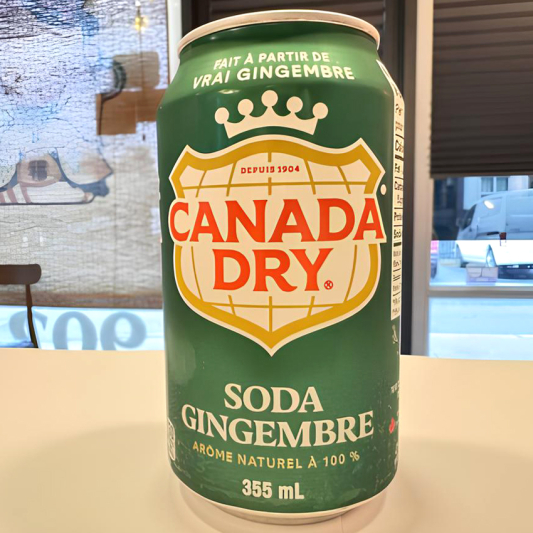 FAIT À PARTIR DE
VRAI GINGEMBRE
DEPUIS 1904
CANADA
DRY®
SODA
GINGEMBRE
ARÔME NATUREL À 100 %
355 mL